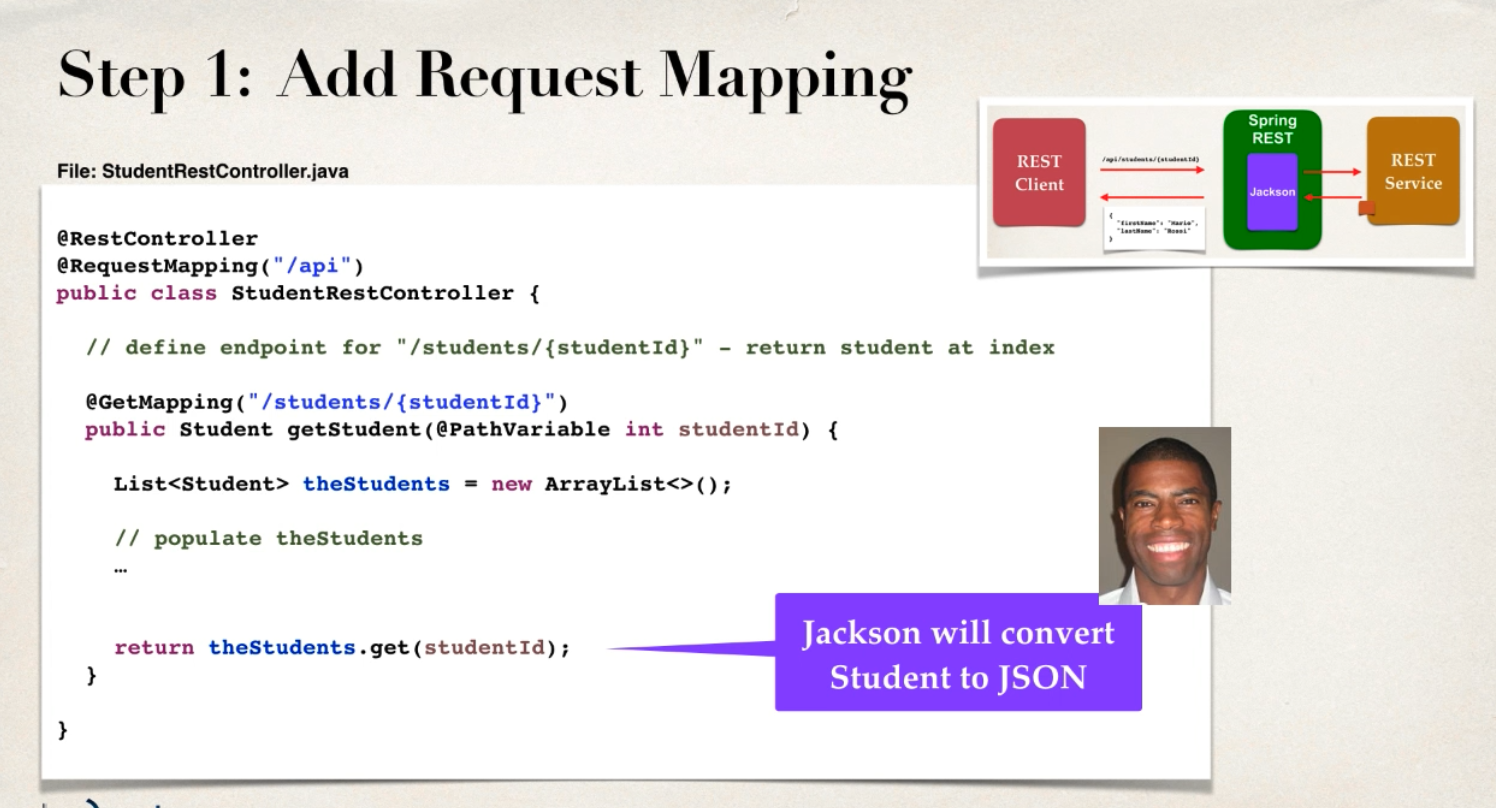 Step 1: Add Request Mapping
File: StudentRestController.java
@RestController
@RequestMapping("/api")
public class StudentRestController {
// define endpoint for "/students/{studentId}" – return student at index
@GetMapping("/students/{studentId}")
public Student getStudent(@PathVariable int studentId) {
List<Student> theStudents = new ArrayList<>();
// populate theStudents
…
return theStudents.get(studentId);
}
}
Jackson will convert
Student to JSON
REST
Client
/api/students/{studentId}
{
"firstName": "Mario",
"lastName": "Rossi"
}
Spring
REST
Jackson
REST
Service